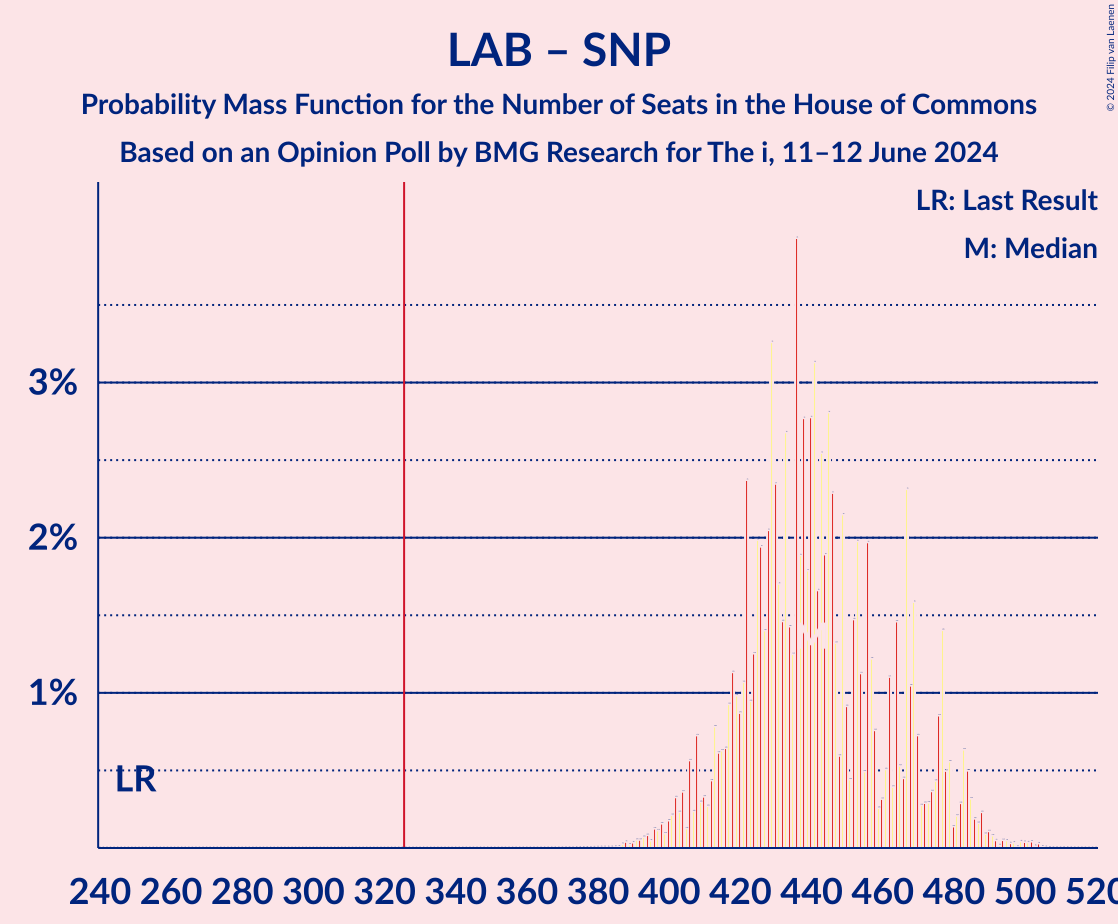 LAB – SNP
Probability Mass Function for the Number of Seats in the House of Commons
Based on an Opinion Poll by BMG Research for The i, 11–12 June 2024
© 2024 Filip van Laenen
LR: Last Result
M: Median
3%
2%
1%
LR
240 260 280 300 320 340 360 380 400 420 440 460 480 500 520